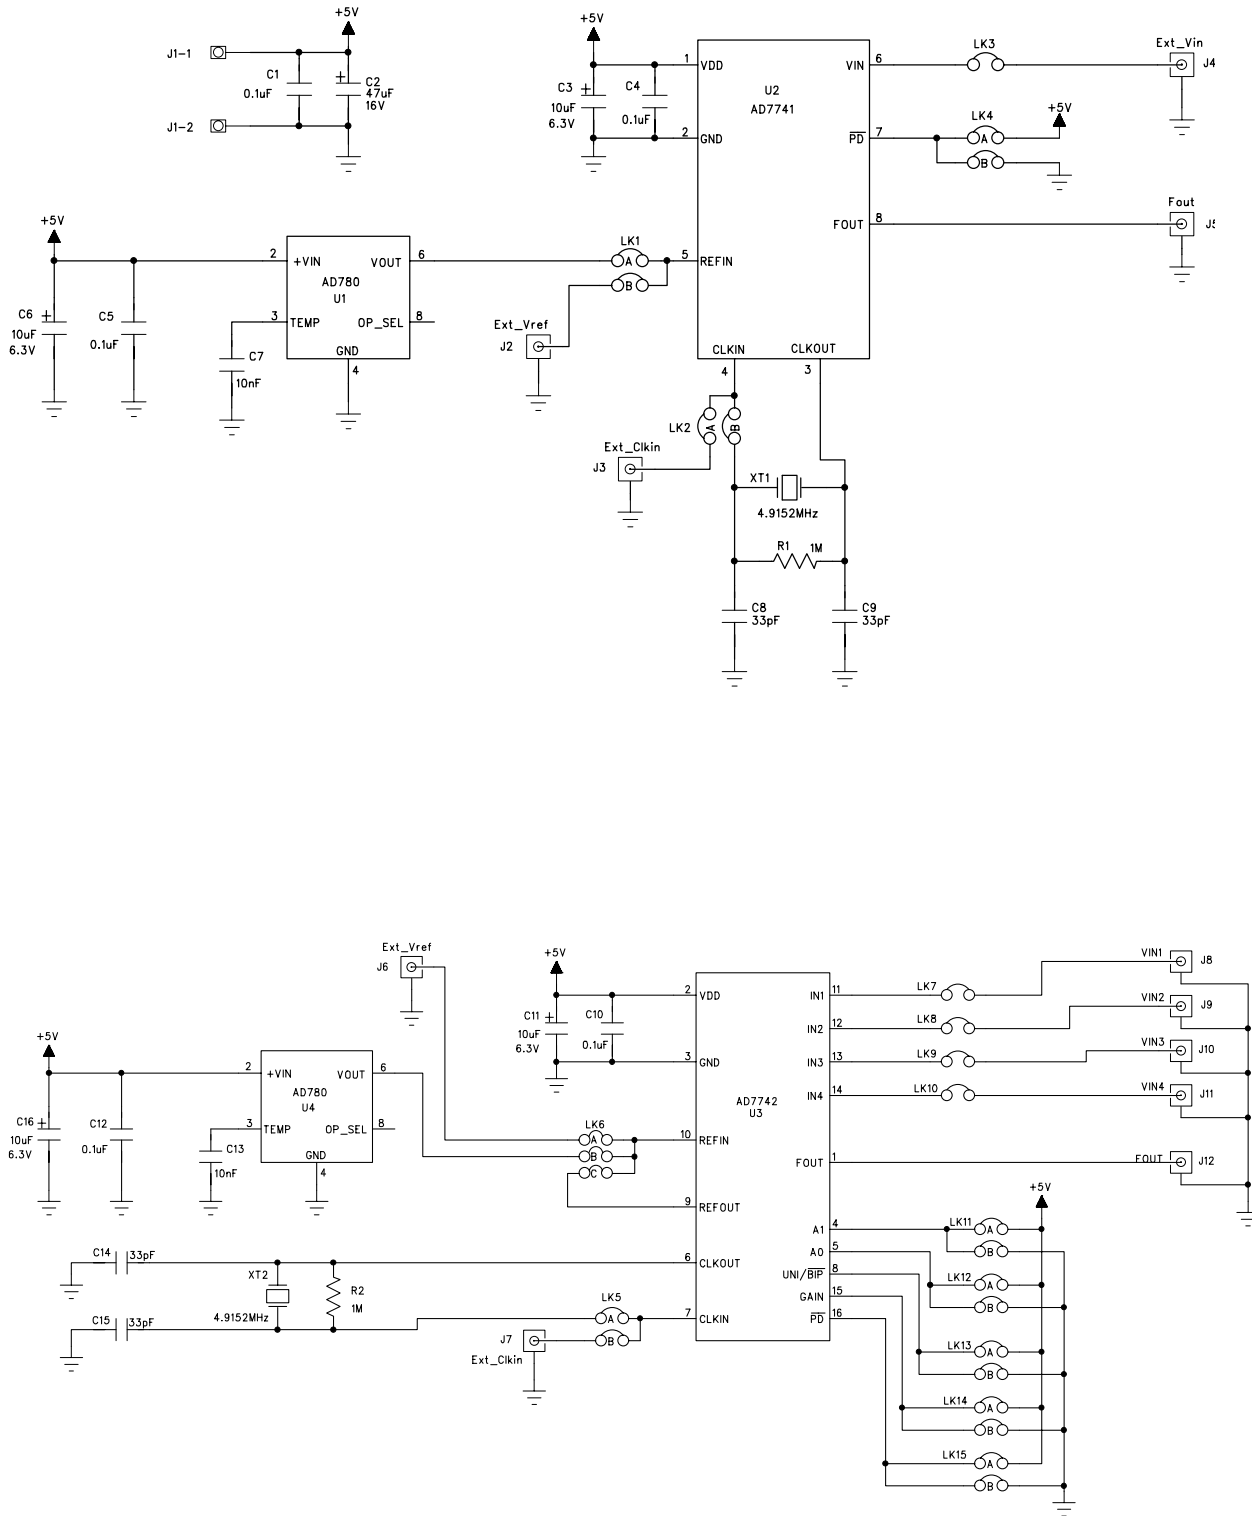 +5V
J1-1
C1
0.1uF
+
C2
47uF
16V
J1-2
+5V
C3
+
10uF
6.3V
C4
0.1uF
1
VDD
2
GND
U2
AD7741
VIN
6
LK3
Ext_Vin
J4
PD
7
LK4
A
B
+5V
FOUT
8
Fout
+5V
C6
+
10uF
6.3V
C5
0.1uF
2
+VIN
VOUT
6
AD780
U1
3
TEMP
OP_SEL
8
GND
4
C7
10nF
LK1
A
B
5
REFIN
Ext_Vref
J2
CLKIN
4
CLKOUT
3
LK2
A
B
Ext_Clkin
J3
XT1
4.9152MHz
R1
1M
C8
33pF
C9
33pF
Ext_Vref
J6
+5V
C11
+
10uF
6.3V
C10
0.1uF
2
VDD
3
GND
AD7742
U3
IN1
11
LK7
VIN1
J8
IN2
12
LK8
VIN2
J9
IN3
13
LK9
VIN3
J10
IN4
14
LK10
VIN4
J11
FOUT
1
FOUT
J12
+5V
C16
+
10uF
6.3V
C12
0.1uF
2
+VIN
VOUT
6
AD780
U4
3
TEMP
OP_SEL
8
GND
4
C13
10nF
LK6
A
B
C
10
REFIN
9
REFOUT
C14
33pF
6
CLKOUT
XT2
4.9152MHz
R2
1M
C15
33pF
LK5
A
B
7
CLKIN
J7
Ext_Clkin
+5V
A1
4
LK11
A
B
A0
5
LK12
A
B
UNI/BIP
8
LK13
A
B
GAIN
15
LK14
A
B
PD
16
LK15
A
B